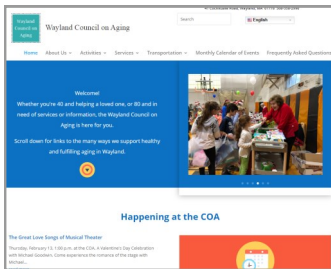 Wayland
Council on
Aging
Wayland Council on Aging
Search
English
Home About Us Activities Services Transportation Monthly Calendar of Events Frequently Asked Questions
Welcome!
Whether you're 40 and helping a loved one, or 80 and in
need of services or information, the Wayland Council on
Aging is here for you.
Scroll down for links to the many ways we support healthy
and fulfilling aging in Wayland.
Happening at the COA
The Great Love Songs of Musical Theater
Thursday, February 13, 1:00 p.m. at the COA. A Valentine's Day Celebration
with Michael Goodwin. Come experience the romance of the stage with
Michael...